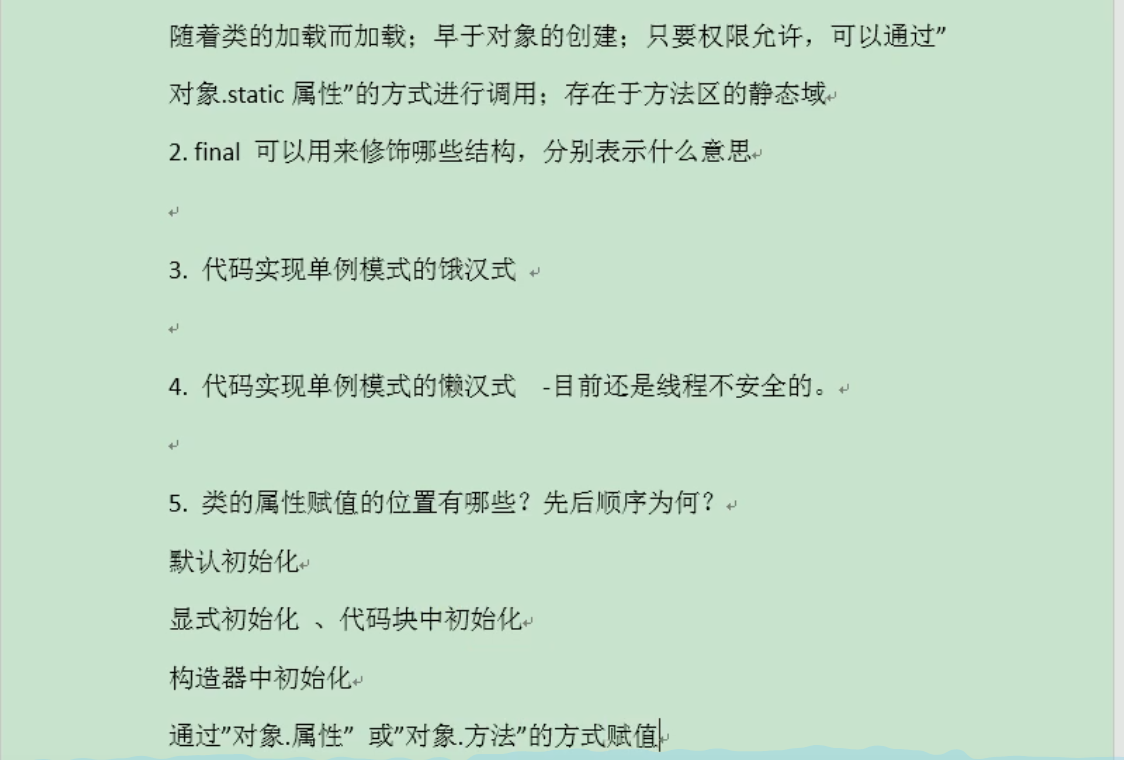 随着类的加载而加载；早于对象的创建；只要权限允许，可以通过”
对象.static 属性”的方式进行调用；存在于方法区的静态域
2. final 可以用来修饰哪些结构，分别表示什么意思
3. 代码实现单例模式的饿汉式
4. 代码实现单例模式的懒汉式 -目前还是线程不安全的。
5. 类的属性赋值的位置有哪些？先后顺序为何？
默认初始化
显式初始化 、代码块中初始化
构造器中初始化
通过”对象.属性” 或”对象.方法”的方式赋值